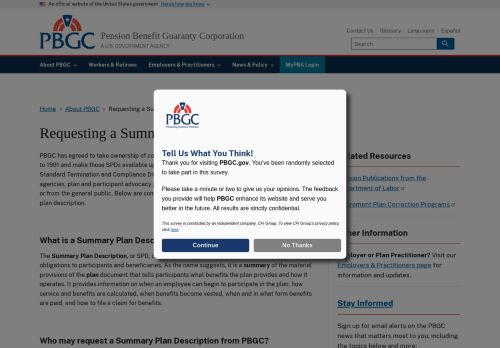 An official website of the United States government Here's how you know
PBGC
Pension Benefit Guaranty Corporation
A U.S. GOVERNMENT AGENCY
Contact Us Glossary Languages Español
Search
About PBGC Workers & Retirees Employers & Practitioners News & Policy MyPBA Login
Home About PBGC Requesting a Summ
Requesting a Summ
PBGC has agreed to take ownership of co
to 1991 and make those SPDs available u
Standard Termination and Compliance Di
agencies, plan and participant advocacy
or from the general public. Below are som
plan description.
What is a Summary Plan Des
The Summary Plan Description, or SPD,
obligations to participants and beneficiaries. As the name suggests, it is a summary of the material
provisions of the plan document that tells participants what benefits the plan provides and how it
operates. It provides information on when an employee can begin to participate in the plan, how
service and benefits are calculated, when benefits become vested, when and in what form benefits
are paid, and how to file a claim for benefits.
Who may request a Summary Plan Description from PBGC?
PBGC
Protecting America's Pensions
Tell Us What You Think!
Thank you for visiting PBGC.gov. You've been randomly selected
to take part in this survey.
Please take a minute or two to give us your opinions. The feedback
you provide will help PBGC enhance its website and serve you
better in the future. All results are strictly confidential.
This survey is conducted by an independent company, CFI Group. To view CFI Group's privacy policy
click here.
Continue No Thanks
Related Resources
Publications from the
Department of Labor
Retirement Plan Correction Programs
Other Information
Employer or Plan Practitioner? Visit our
Employers & Practitioners page for
information and updates.
Stay Informed
Sign up for email alerts on the PBGC
news that matters most to you, including
the topics below and more: